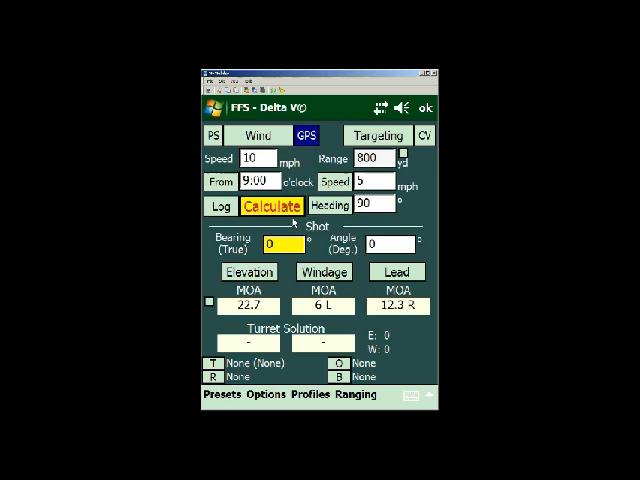 FFS - Delta V
ok
PS Wind GPS Targeting CV
Speed 10 mph Range 800 yd
From 9:00 o'clock Speed 5 mph
Log Calculate Heading 90 °
Shot
Bearing (True) 0 ° Angle (Deg.) 0 °
Elevation Windage Lead
MOA MOA MOA
22.7 6 L 12.3 R
Turret Solution
- - E: 0
W: 0
T None (None) O None
R None B None
Presets Options Profiles Ranging